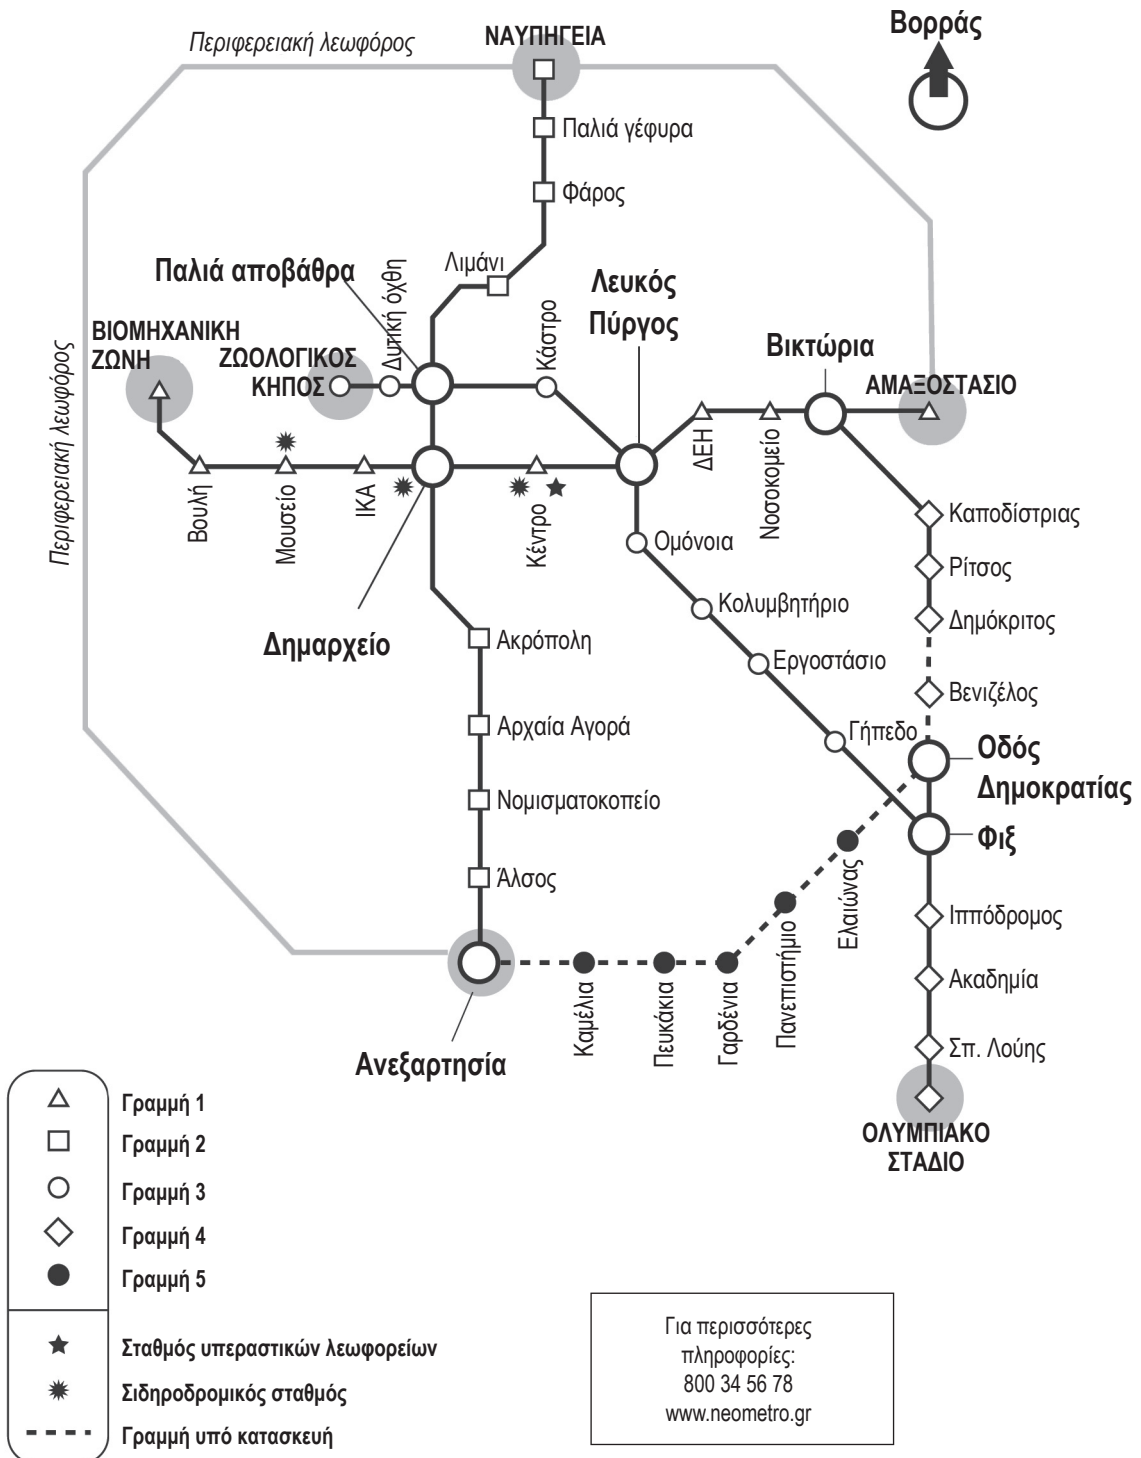 Περιφερειακή λεωφόρος
ΝΑΥΠΗΓΕΙΑ
Βορράς
Παλιά γέφυρα
Φάρος
Λιμάνι
Παλιά αποβάθρα
Δυτική όχθη
Κάστρο
Λευκός
Πύργος
Βικτώρια
ΒΙΟΜΗΧΑΝΙΚΗ
ΖΩΝΗ
ΖΩΟΛΟΓΙΚΟΣ
ΚΗΠΟΣ
ΑΜΑΞΟΣΤΑΣΙΟ
Περιφερειακή λεωφόρος
Βουλή
Μουσείο
ΙΚΑ
Κέντρο
ΔΕΗ
Νοσοκομείο
Καποδίστριας
Ομόνοια
Ρίτσος
Κολυμβητήριο
Δημόκριτος
Δημαρχείο
Ακρόπολη
Εργοστάσιο
Βενιζέλος
Αρχαία Αγορά
Γήπεδο
Οδός
Δημοκρατίας
Νομισματοκοπείο
Φιξ
Άλσος
Ελαιώνας
Ιππόδρομος
Πανεπιστήμιο
Ακαδημία
Καμέλια
Πευκάκια
Γαρδένια
Σπ. Λούης
Ανεξαρτησία
ΟΛΥΜΠΙΑΚΟ
ΣΤΑΔΙΟ
Γραμμή 1
Γραμμή 2
Γραμμή 3
Γραμμή 4
Γραμμή 5
Σταθμός υπεραστικών λεωφορείων
Σιδηροδρομικός σταθμός
Γραμμή υπό κατασκευή
Για περισσότερες
πληροφορίες:
800 34 56 78
www.neometro.gr